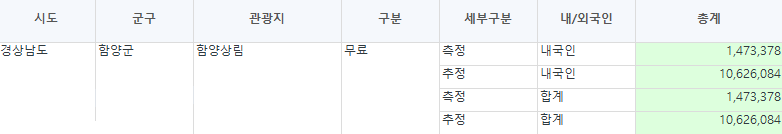 시도 군구 관광지 구분 세부구분 내/외국인 총계
경상남도 함양군 함양상림 무료 측정 내국인 1,473,378
추정 내국인 10,626,084
측정 합계 1,473,378
추정 합계 10,626,084